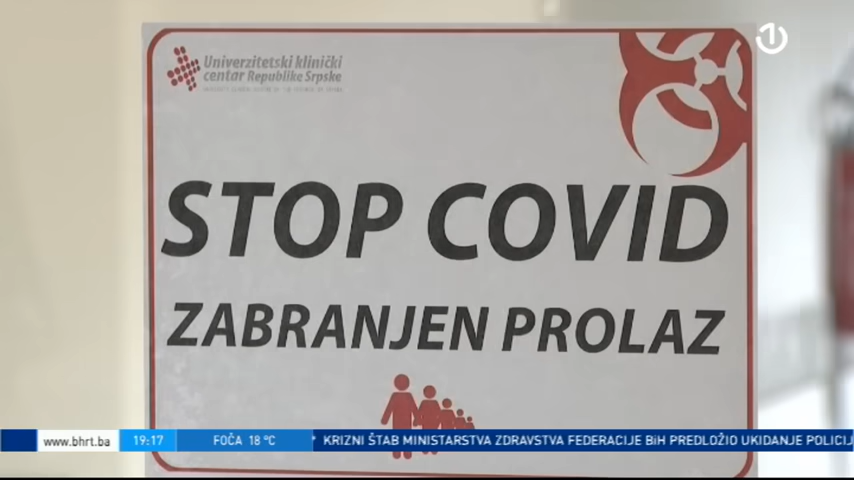 Univerzitetski klinički
centar Republike Srpske
STOP COVID
ZABRANJEN PROLAZ
www.bhrt.ba 19:17 FOČA 18 °C * KRIZNI ŠTAB MINISTARSTVA ZDRAVSTVA FEDERACIJE BiH PREDLOŽIO UKIDANJE POLICIJ